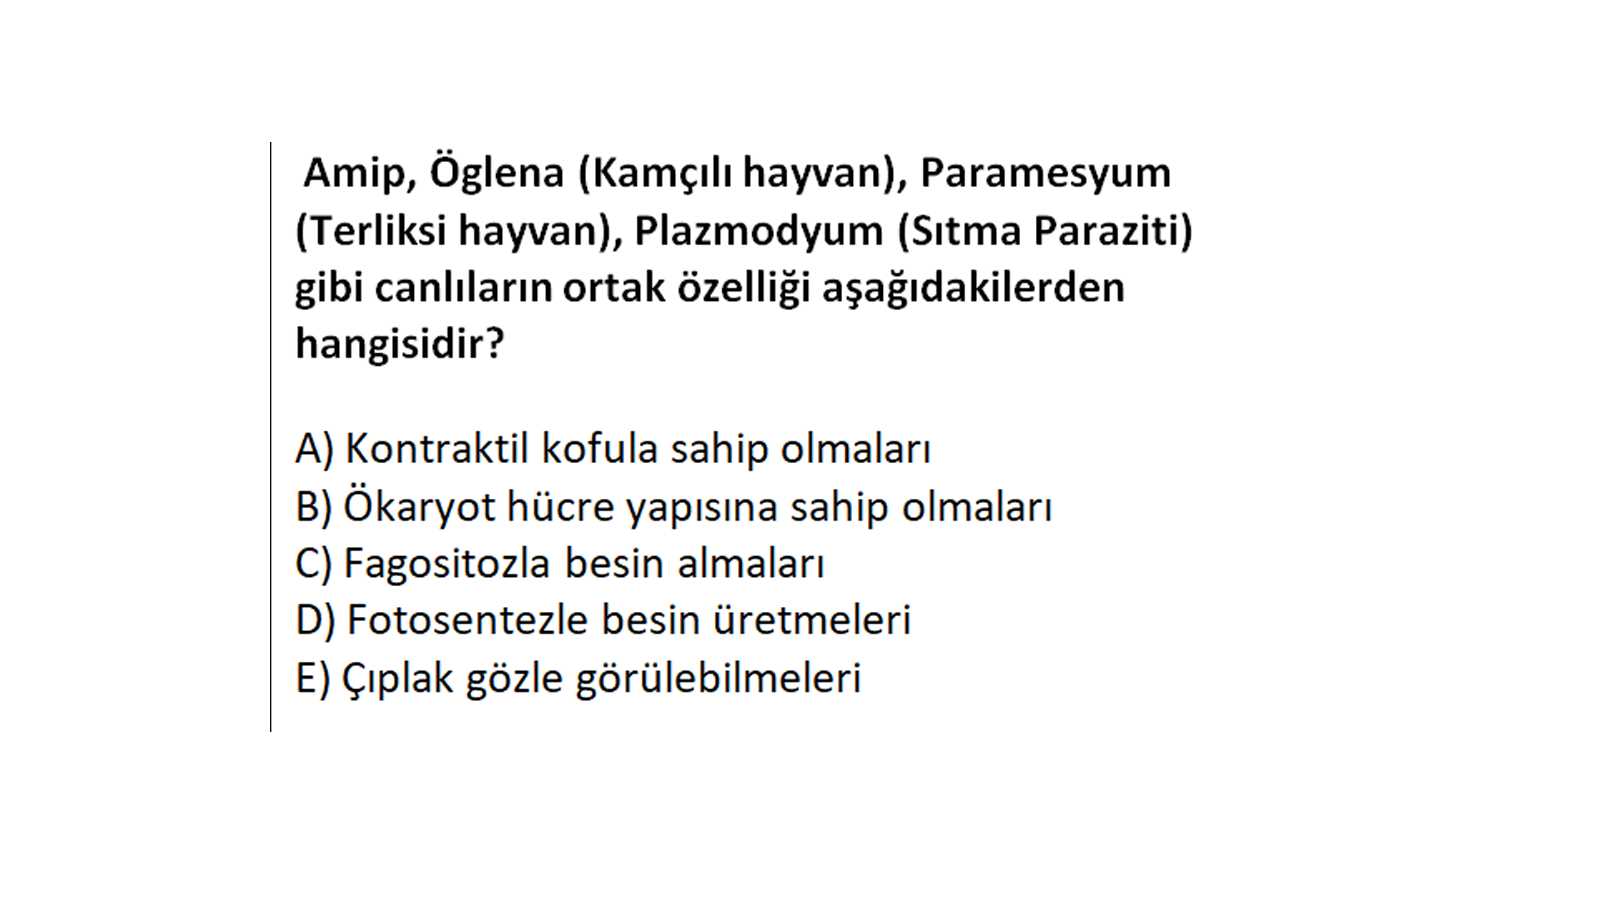 Amip, Öglena (Kamçılı hayvan), Paramesyum
(Terliksi hayvan), Plazmodyum (Sıtma Paraziti)
gibi canlıların ortak özelliği aşağıdakilerden
hangisidir?
A) Kontraktil kofula sahip olmaları
B) Ökaryot hücre yapısına sahip olmaları
C) Fagositozla besin almaları
D) Fotosentezle besin üretmeleri
E) Çıplak gözle görülebilmeleri